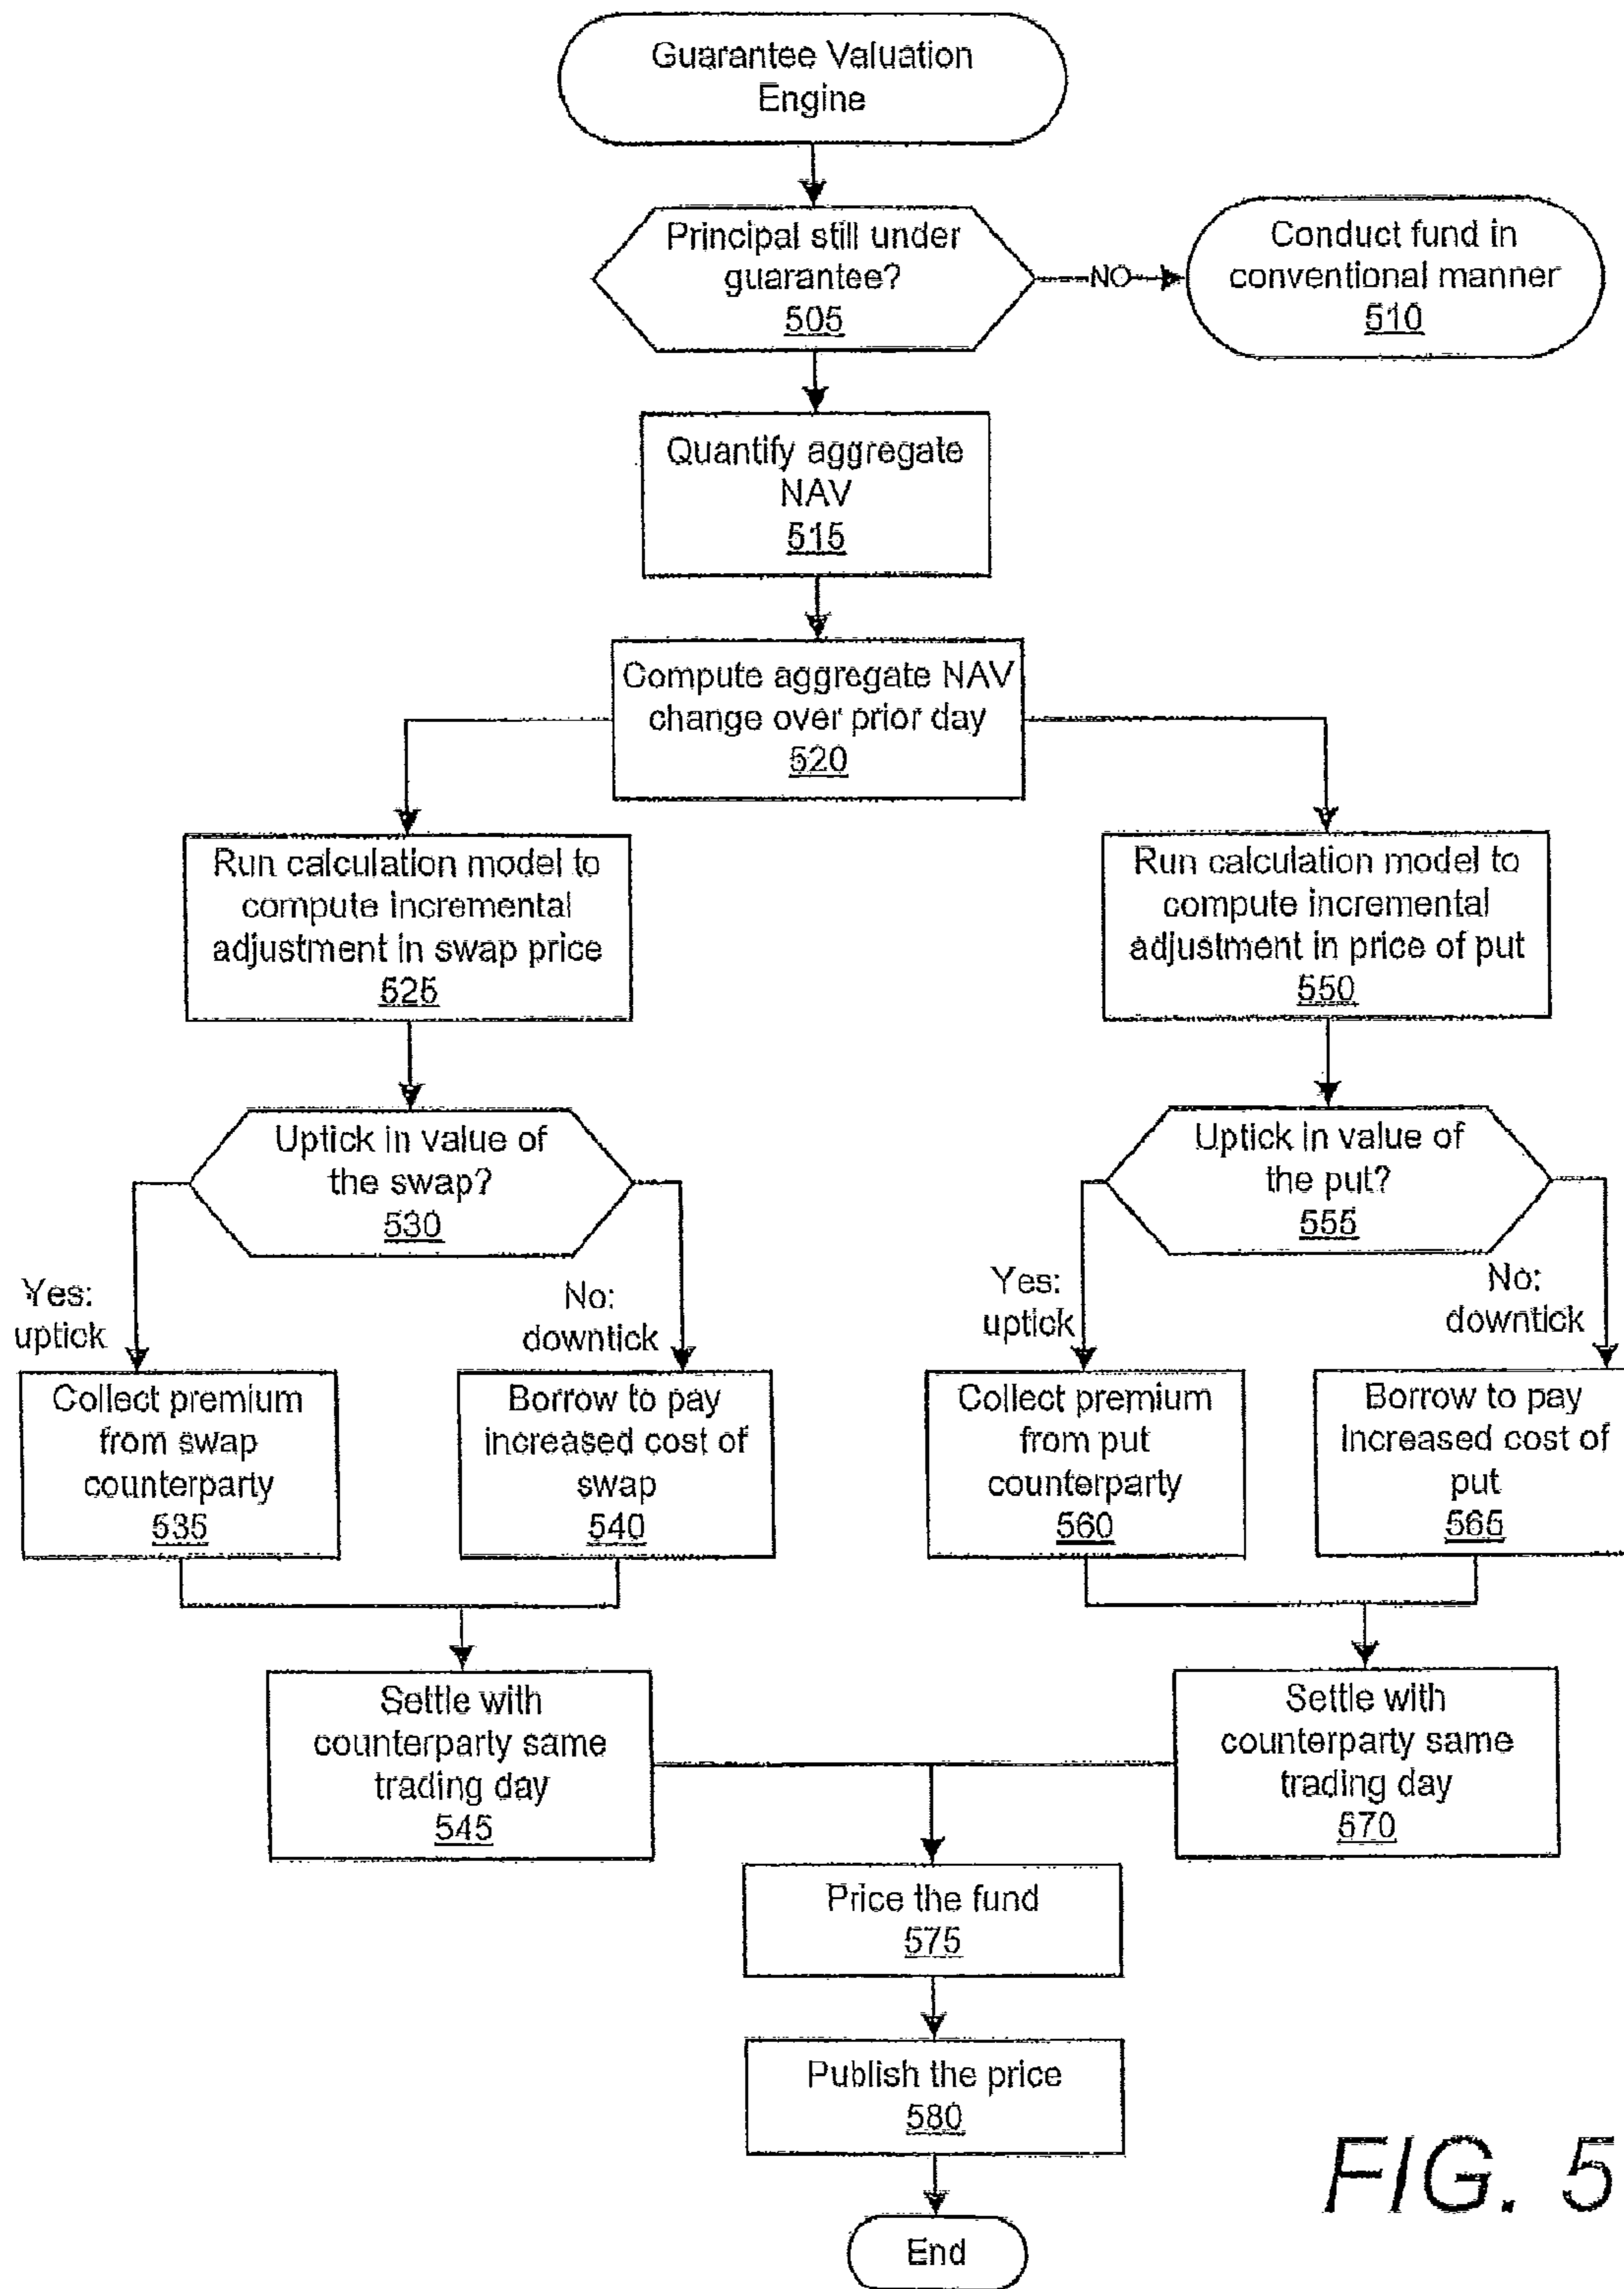 Guarantee Valuation
Engine
Principal still under
guarantee?
505
NO
Conduct fund in
conventional manner
510
Quantify aggregate
NAV
515
Compute aggregate NAV
change over prior day
520
Run calculation model to
compute incremental
adjustment in swap price
525
Run calculation model to
compute incremental
adjustment in price of put
550
Uptick in value of
the swap?
530
Uptick in value of
the put?
555
Yes:
uptick
No:
downtick
Yes:
uptick
No:
downtick
Collect premium
from swap
counterparty
535
Borrow to pay
increased cost of
swap
540
Collect premium
from put
counterparty
560
Borrow to pay
increased cost of
put
565
Settle with
counterparty same
trading day
545
Settle with
counterparty same
trading day
570
Price the fund
575
Publish the price
580
End
FIG. 5